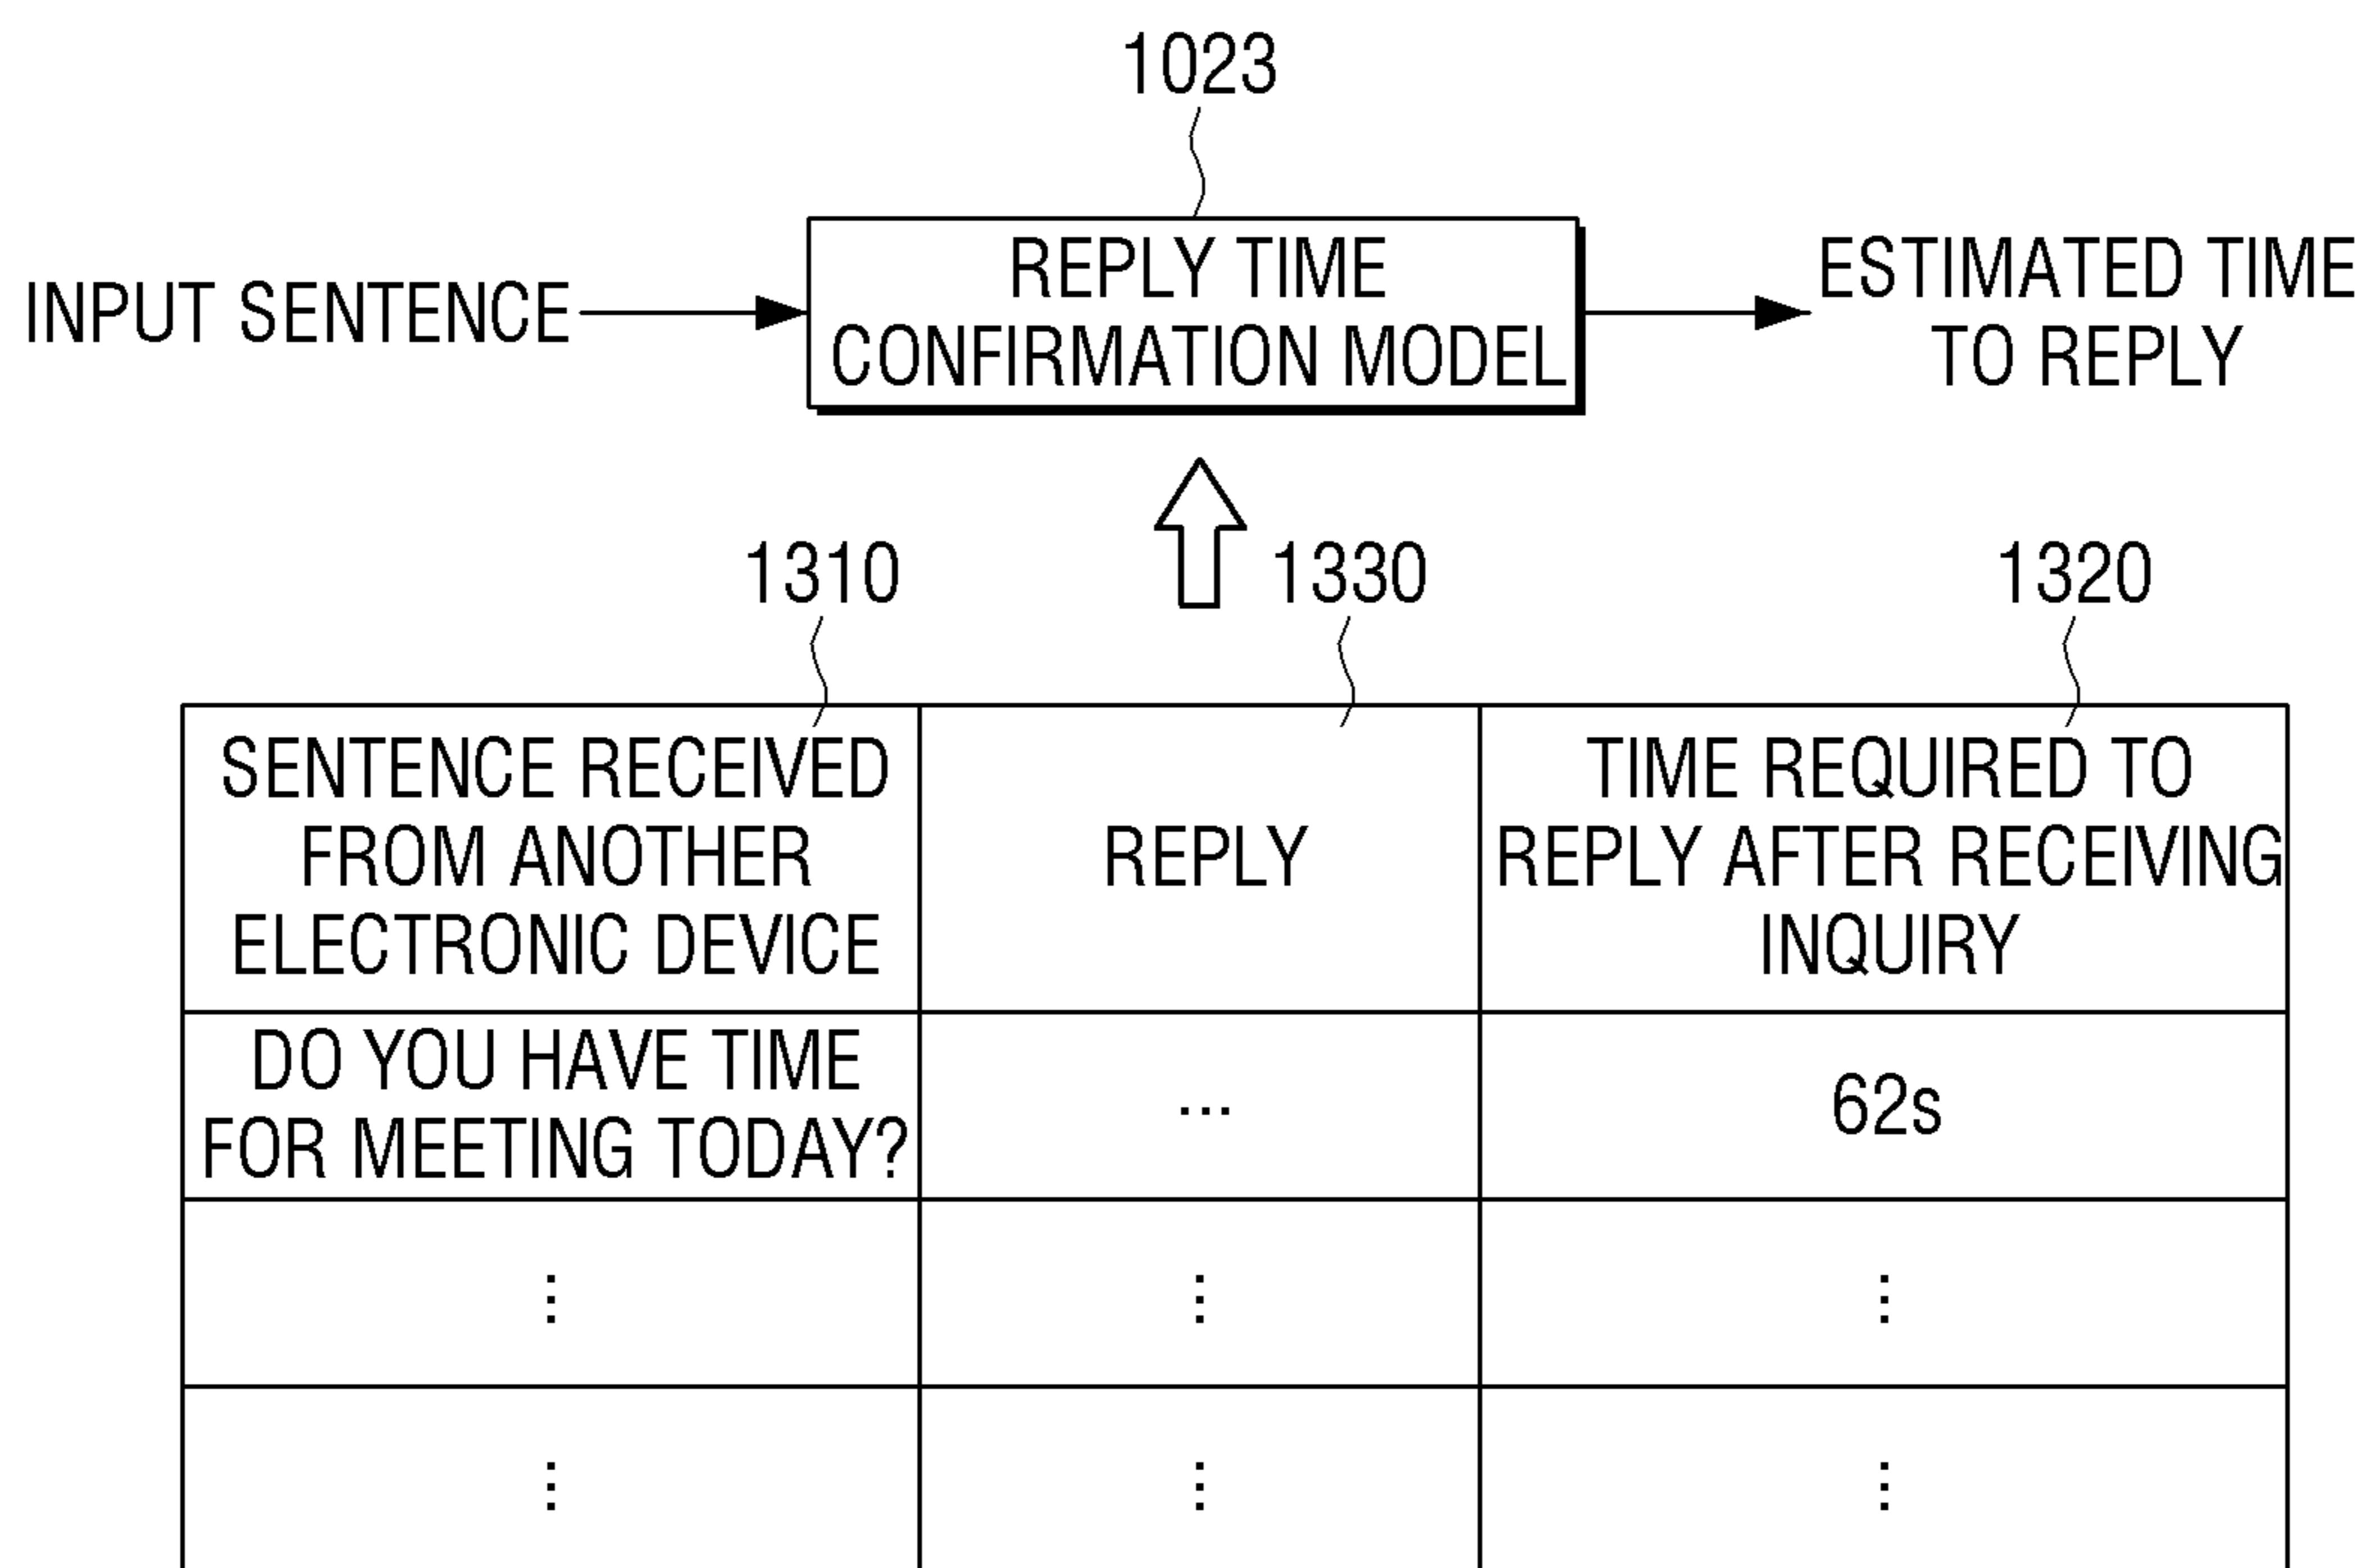 1023
INPUT SENTENCE
REPLY TIME
CONFIRMATION MODEL
ESTIMATED TIME
TO REPLY
1310
1330
1320
SENTENCE RECEIVED
FROM ANOTHER
ELECTRONIC DEVICE
REPLY
TIME REQUIRED TO
REPLY AFTER RECEIVING
INQUIRY
DO YOU HAVE TIME
FOR MEETING TODAY?
...
62s
⋮
⋮
⋮
⋮
⋮
⋮